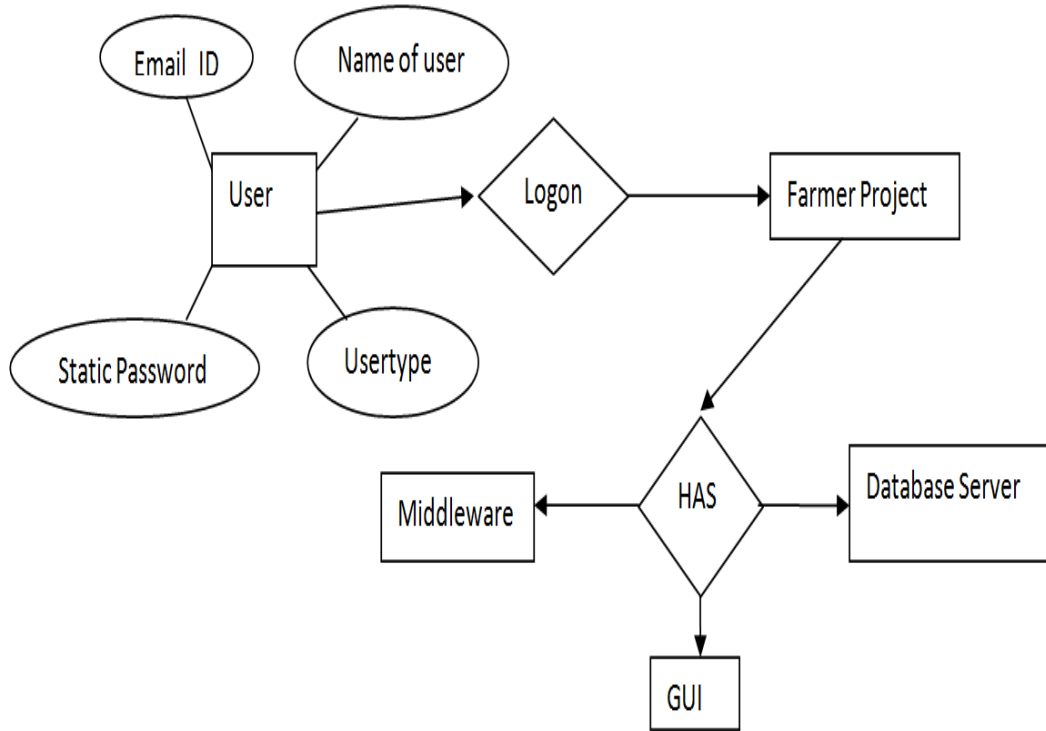 Email ID
Name of user
User
Logon
Farmer Project
Static Password
Usertype
Middleware
HAS
Database Server
GUI